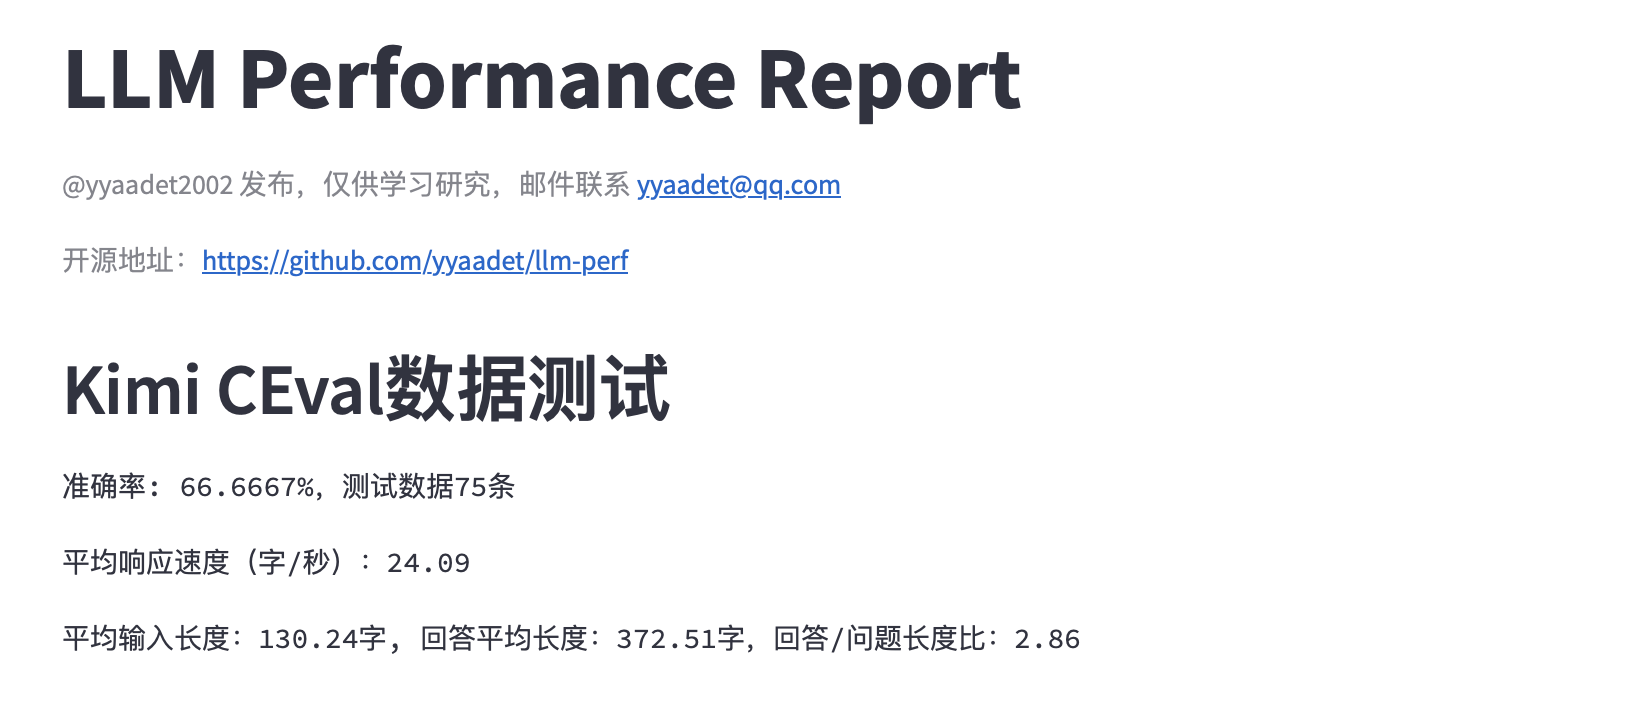 LLM Performance Report
@yyaadet2002 发布，仅供学习研究，邮件联系 yyaadet@qq.com
开源地址：https://github.com/yyaadet/llm-perf
Kimi CEval数据测试
准确率: 66.6667%，测试数据75条
平均响应速度（字/秒）：24.09
平均输入长度：130.24字, 回答平均长度：372.51字，回答/问题长度比：2.86